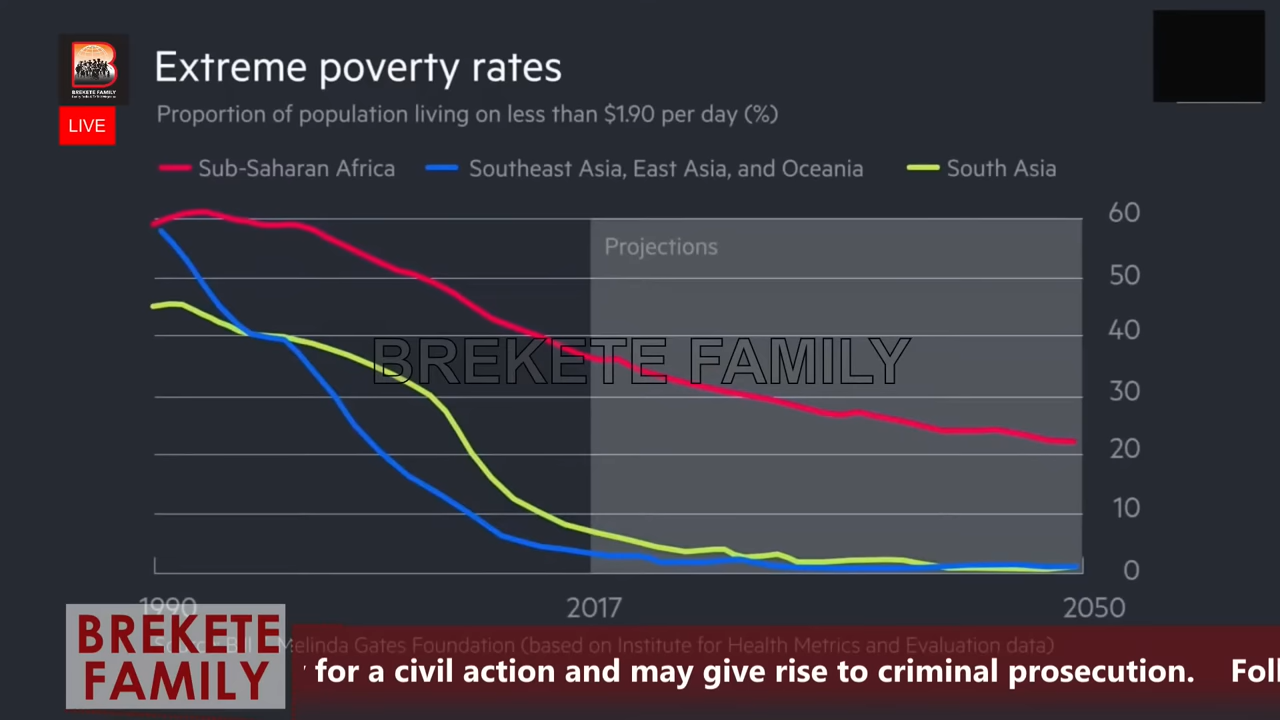 BREKETE FAMILY
LIVE
Extreme poverty rates
Proportion of population living on less than $1.90 per day (%)
Sub-Saharan Africa Southeast Asia, East Asia, and Oceania South Asia
60
Projections
50
40
BREKETE FAMILY
30
20
10
0
1990 2017 2050
Melinda Gates Foundation (based on Institute for Health Metrics and Evaluation data)
BREKETE
FAMILY
for a civil action and may give rise to criminal prosecution. Foll